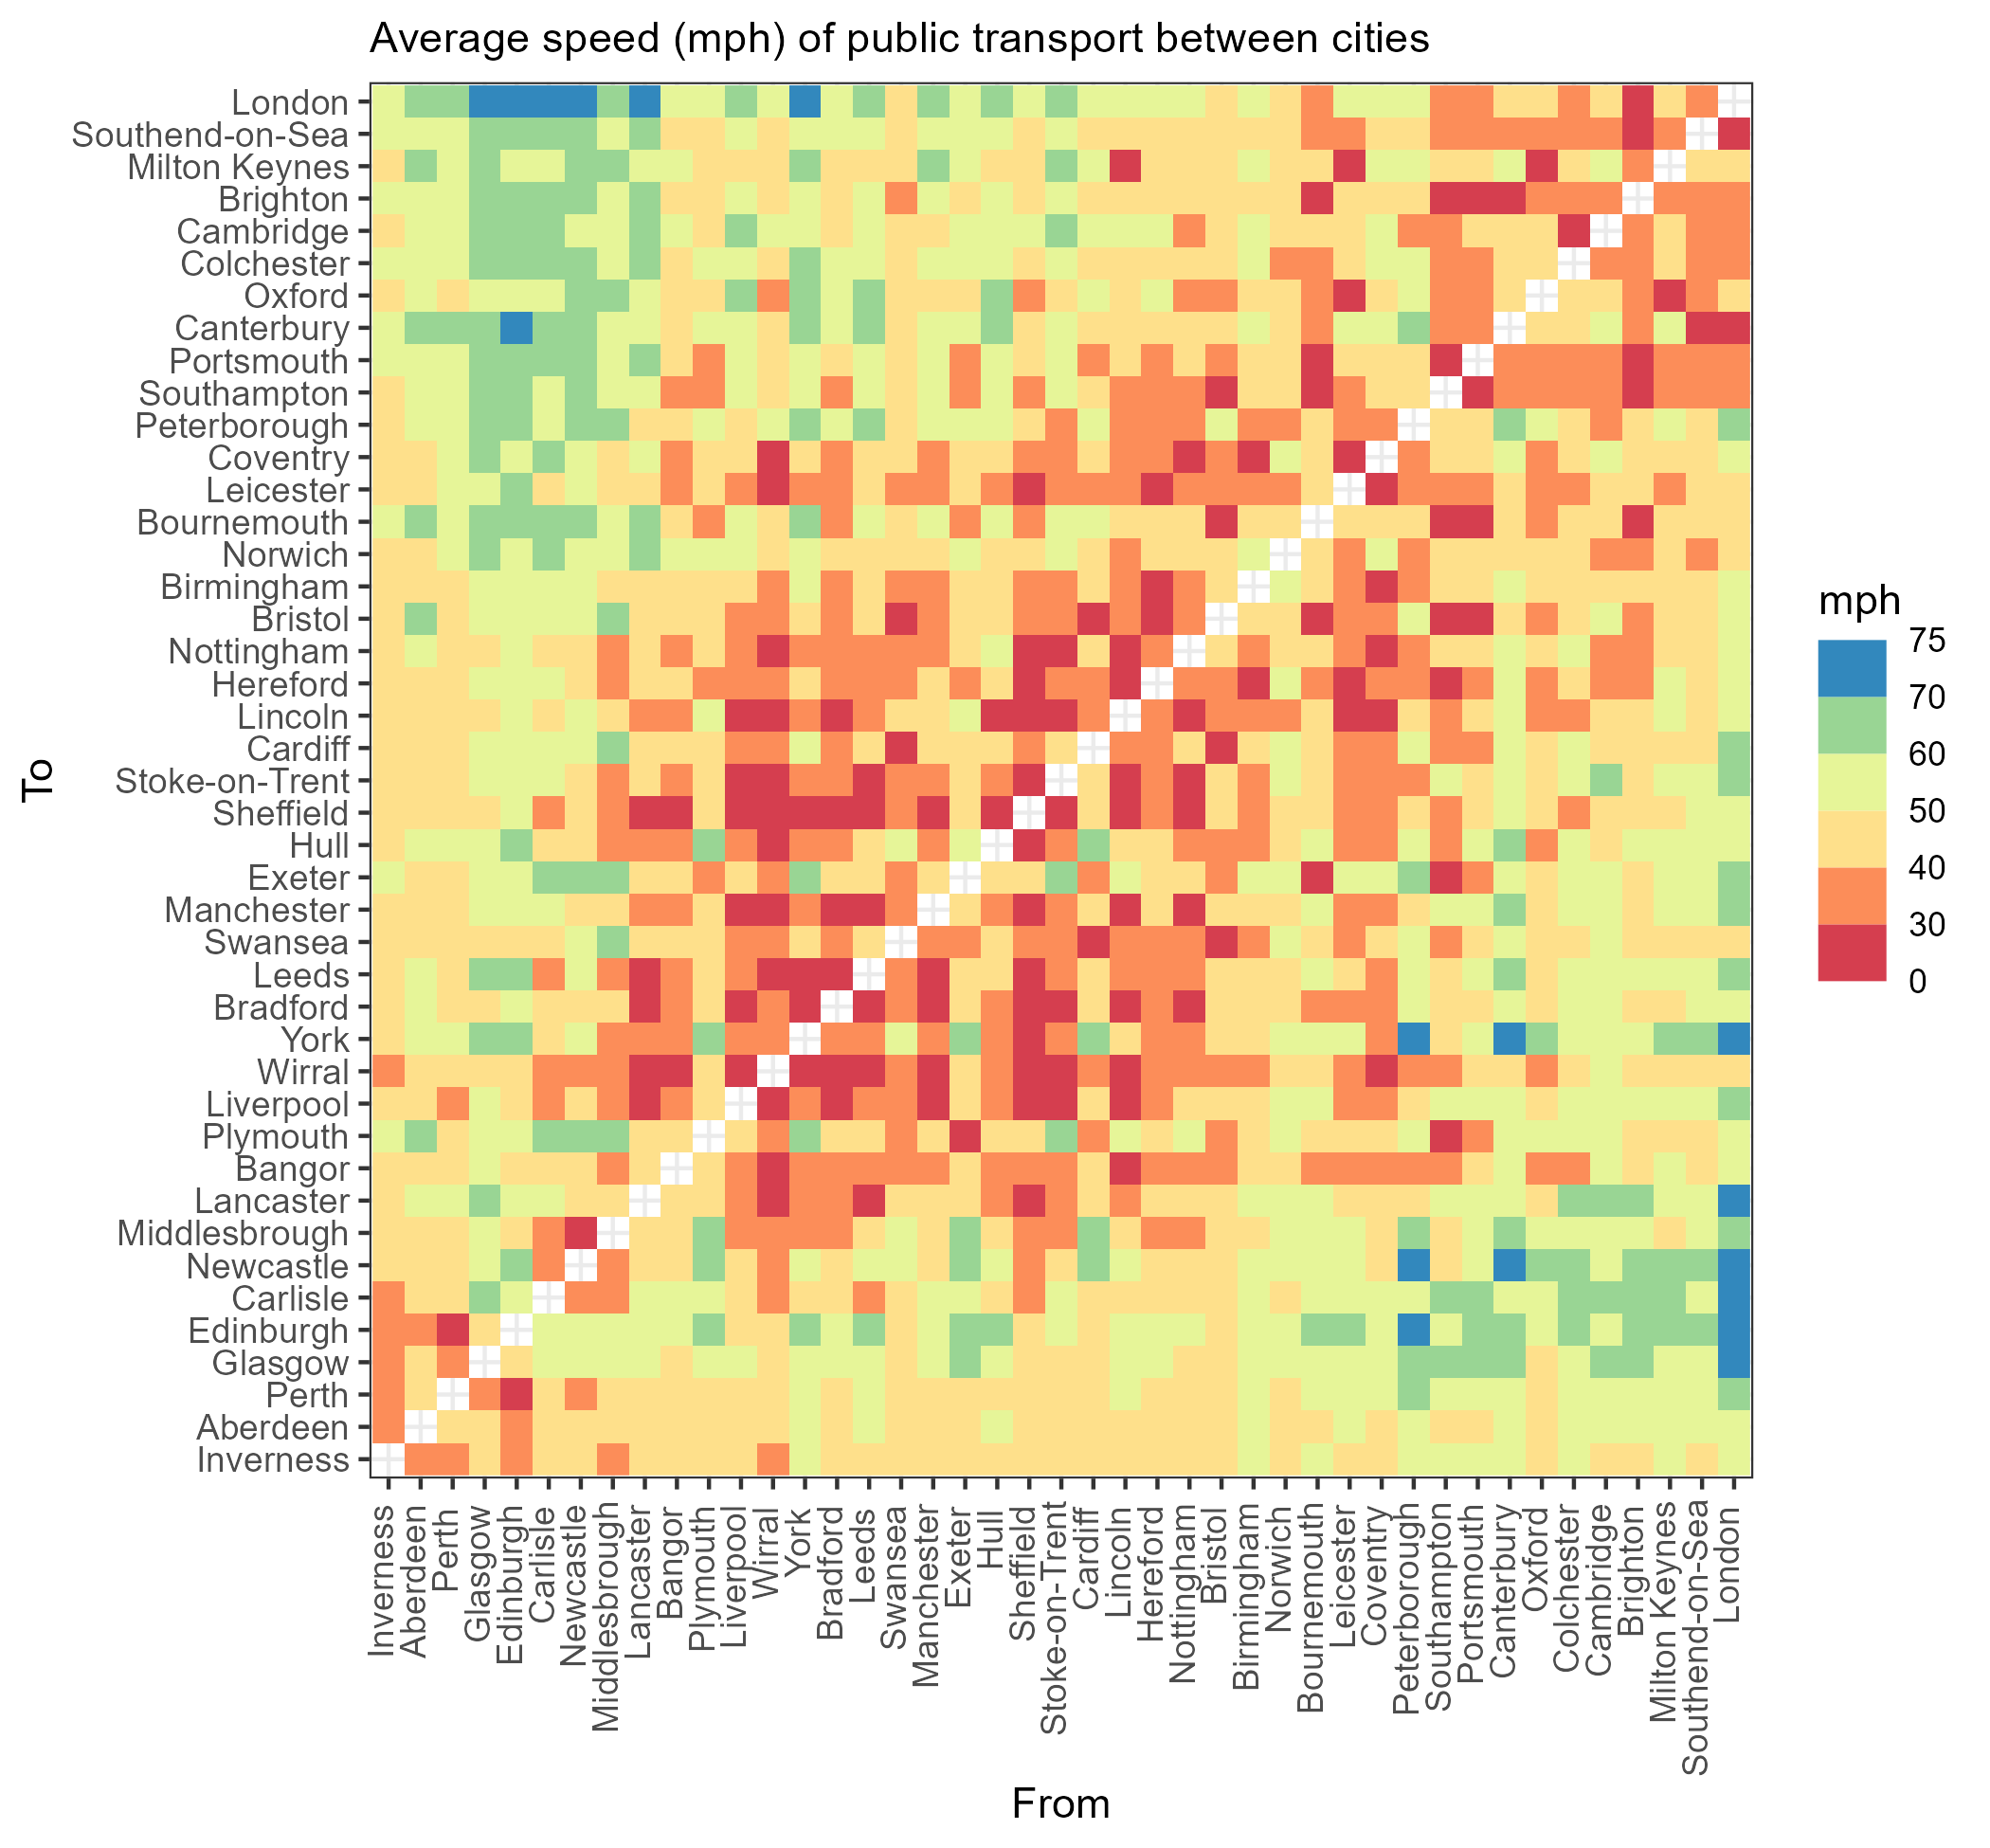 Average speed (mph) of public transport between cities
London
Southend-on-Sea
Milton Keynes
Brighton
Cambridge
Colchester
Oxford
Canterbury
Portsmouth
Southampton
Peterborough
Coventry
Leicester
Bournemouth
Norwich
Birmingham
Bristol
Nottingham
Hereford
Lincoln
Cardiff
Stoke-on-Trent
Sheffield
Hull
Exeter
Manchester
Swansea
Leeds
Bradford
York
Wirral
Liverpool
Plymouth
Bangor
Lancaster
Middlesbrough
Newcastle
Carlisle
Edinburgh
Glasgow
Perth
Aberdeen
Inverness
To
Inverness
Aberdeen
Perth
Glasgow
Edinburgh
Carlisle
Newcastle
Middlesbrough
Lancaster
Bangor
Plymouth
Liverpool
Wirral
York
Bradford
Leeds
Swansea
Manchester
Exeter
Hull
Sheffield
Stoke-on-Trent
Cardiff
Lincoln
Hereford
Nottingham
Bristol
Birmingham
Norwich
Bournemouth
Leicester
Coventry
Peterborough
Southampton
Portsmouth
Canterbury
Oxford
Colchester
Cambridge
Brighton
Milton Keynes
Southend-on-Sea
London
From
mph
75
70
60
50
40
30
0